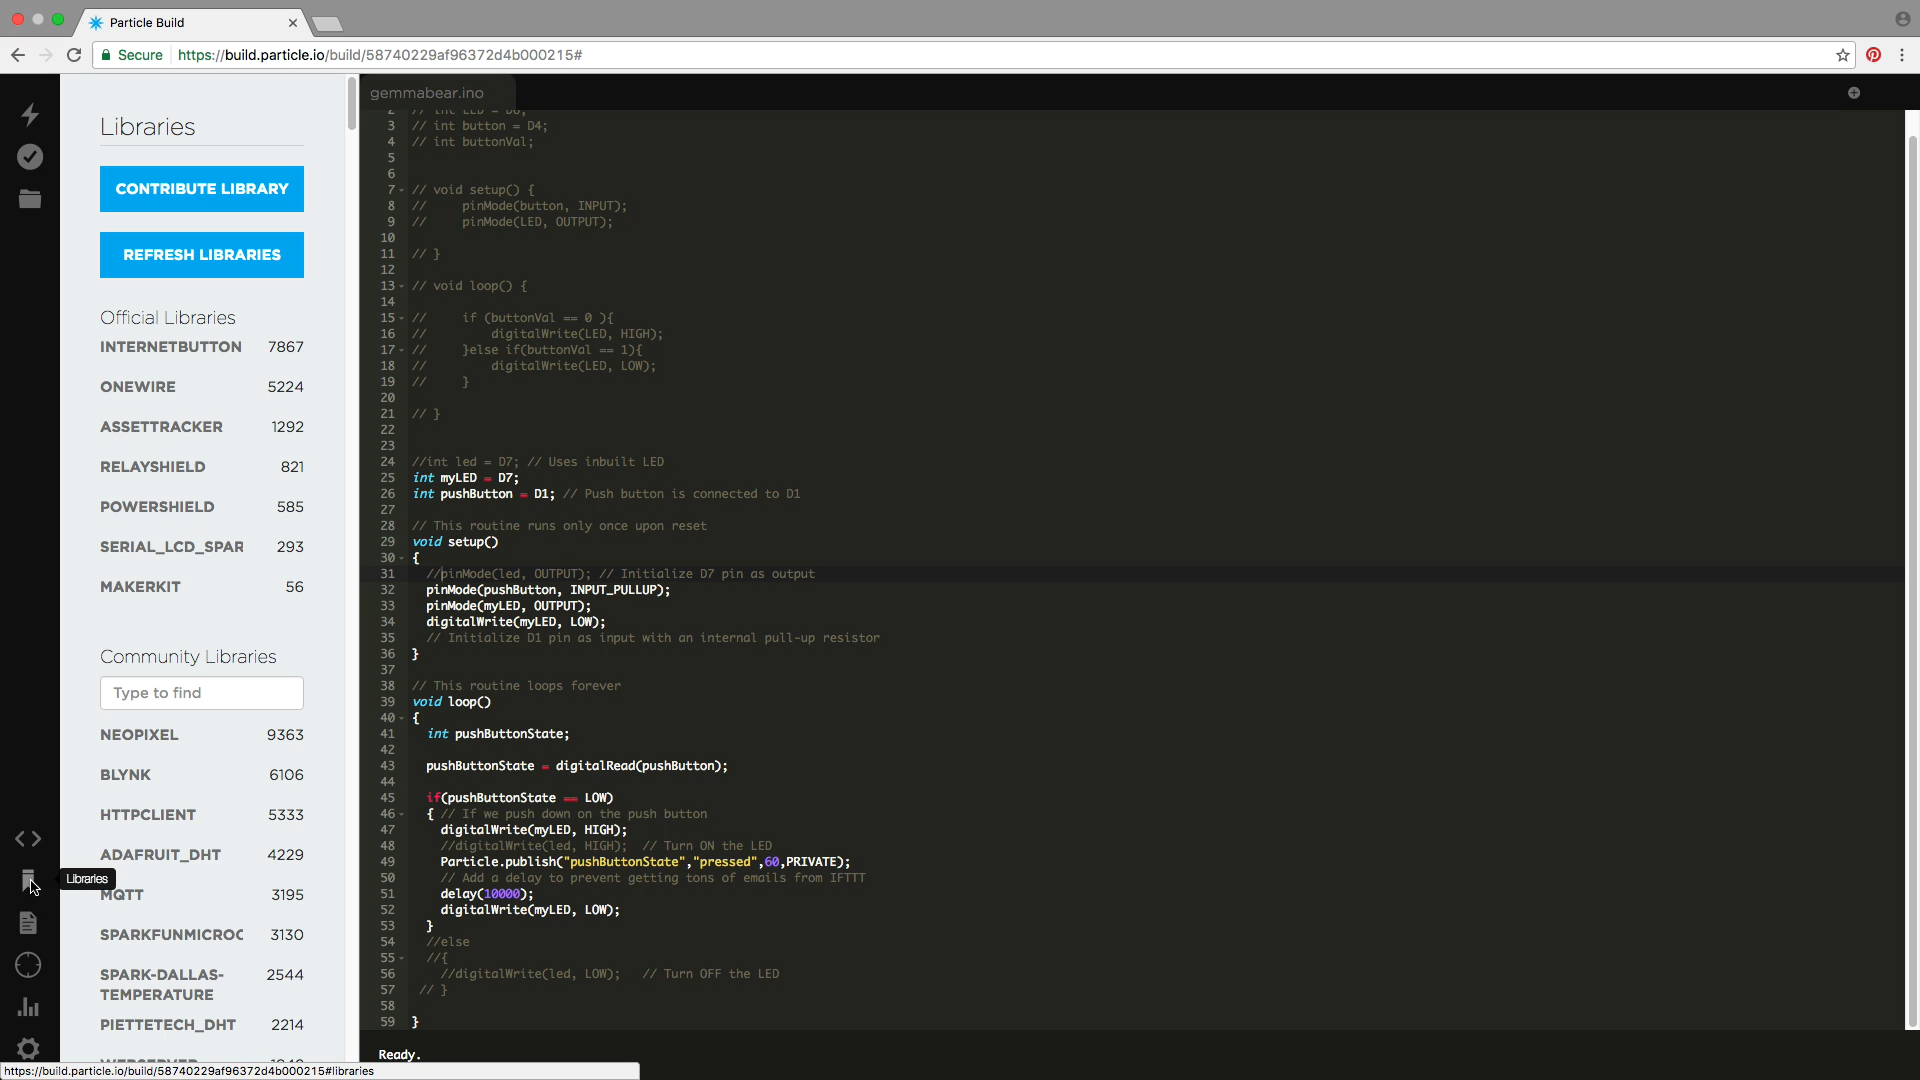 Particle Build
Secure
https://build.particle.io/build/58740229af96372d4b000215#
Libraries
CONTRIBUTE LIBRARY
REFRESH LIBRARIES
Official Libraries
INTERNETBUTTON 7867
ONEWIRE 5224
ASSETTRACKER 1292
RELAYSHIELD 821
POWERSHIELD 585
SERIAL_LCD_SPAR 293
MAKERKIT 56
Community Libraries
Type to find
NEOPIXEL 9363
BLYNK 6106
HTTPCLIENT 5333
ADAFRUIT_DHT 4229
Libraries
MQTT 3195
SPARKFUNMICROC 3130
SPARK-DALLAS-
TEMPERATURE 2544
PIETTETECH_DHT 2214
https://build.particle.io/build/58740229af96372d4b000215#libraries
gemmabear.ino
2 // int LED = D6;
3 // int button = D4;
4 // int buttonVal;
5
6
7 // void setup() {
8 //     pinMode(button, INPUT);
9 //     pinMode(LED, OUTPUT);
10
11 // }
12
13 // void loop() {
14
15 //     if (buttonVal == 0 ){
16 //         digitalWrite(LED, HIGH);
17 //     }else if(buttonVal == 1){
18 //         digitalWrite(LED, LOW);
19 //     }
20
21 // }
22
23
24 //int led = D7; // Uses inbuilt LED
25 int myLED = D7;
26 int pushButton = D1; // Push button is connected to D1
27
28 // This routine runs only once upon reset
29 void setup()
30 {
31   //pinMode(led, OUTPUT); // Initialize D7 pin as output
32   pinMode(pushButton, INPUT_PULLUP);
33   pinMode(myLED, OUTPUT);
34   digitalWrite(myLED, LOW);
35   // Initialize D1 pin as input with an internal pull-up resistor
36 }
37
38 // This routine loops forever
39 void loop()
40 {
41   int pushButtonState;
42
43   pushButtonState = digitalRead(pushButton);
44
45   if(pushButtonState == LOW)
46   { // If we push down on the push button
47     digitalWrite(myLED, HIGH);
48     //digitalWrite(led, HIGH);  // Turn ON the LED
49     Particle.publish("pushButtonState","pressed",60,PRIVATE);
50     // Add a delay to prevent getting tons of emails from IFTTT
51     delay(10000);
52     digitalWrite(myLED, LOW);
53   }
54   //else
55   //{
56     //digitalWrite(led, LOW);   // Turn OFF the LED
57  // }
58
59 }
Ready.